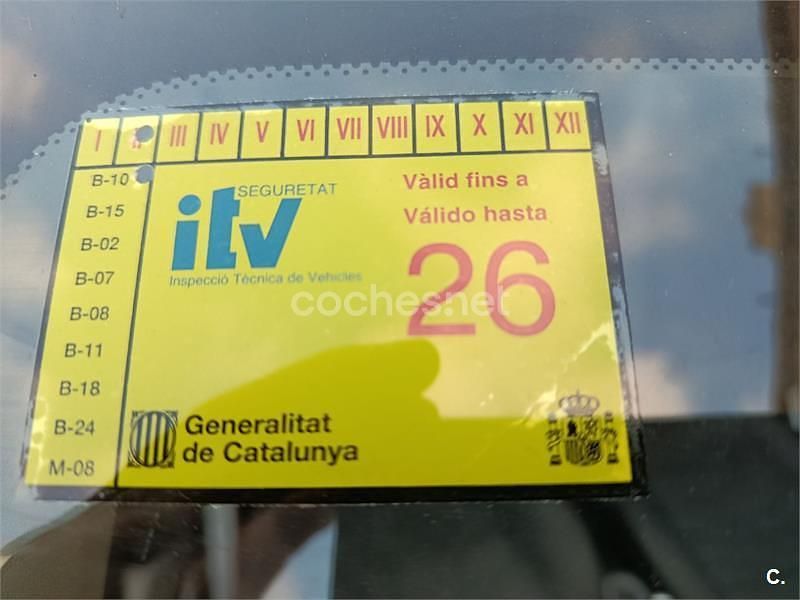 I II III IV V VI VII VIII IX X XI XII
B-10
B-15
B-02
B-07
B-08
B-11
B-18
B-24
M-08
SEGURETAT
itv
Inspecció Tècnica de Vehicles
Vàlid fins a
Válido hasta
26
coches.net
Generalitat
de Catalunya
C.